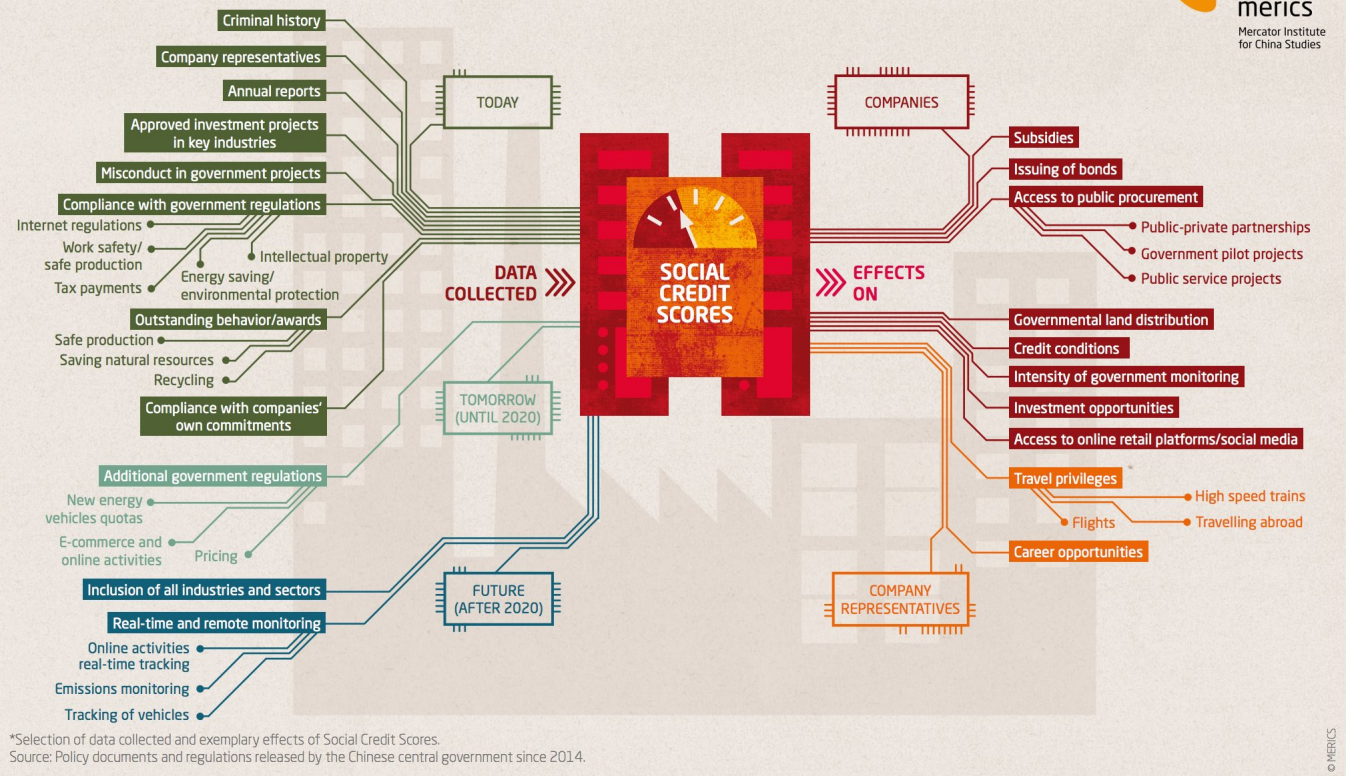 merics
Mercator Institute
for China Studies
Criminal history
Company representatives
Annual reports
Approved investment projects
in key industries
Misconduct in government projects
Compliance with government regulations
Internet regulations
Work safety/
safe production
Tax payments
Energy saving/
environmental protection
Intellectual property
Outstanding behavior/awards
Safe production
Saving natural resources
Recycling
Compliance with companies'
own commitments
TODAY
Additional government regulations
New energy
vehicles quotas
E-commerce and
online activities
Pricing
TOMORROW
(UNTIL 2020)
Inclusion of all industries and sectors
Real-time and remote monitoring
Online activities
real-time tracking
Emissions monitoring
Tracking of vehicles
FUTURE
(AFTER 2020)
DATA
COLLECTED
SOCIAL
CREDIT
SCORES
EFFECTS
ON
COMPANIES
Subsidies
Issuing of bonds
Access to public procurement
Public-private partnerships
Government pilot projects
Public service projects
Governmental land distribution
Credit conditions
Intensity of government monitoring
Investment opportunities
Access to online retail platforms/social media
Travel privileges
High speed trains
Flights
Travelling abroad
Career opportunities
COMPANY
REPRESENTATIVES
*Selection of data collected and exemplary effects of Social Credit Scores.
Source: Policy documents and regulations released by the Chinese central government since 2014.
© MERICS